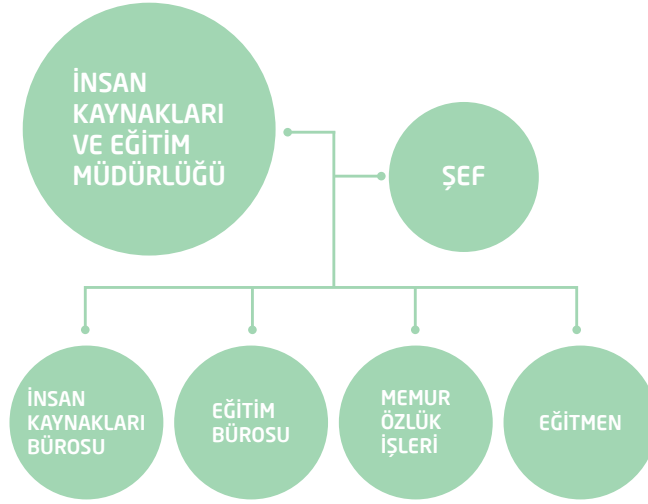 İNSAN
KAYNAKLARI
VE EĞİTİM
MÜDÜRLÜĞÜ
ŞEF
İNSAN
KAYNAKLARI
BÜROSU
EĞİTİM
BÜROSU
MEMUR
ÖZLÜK
İŞLERİ
EĞİTMEN